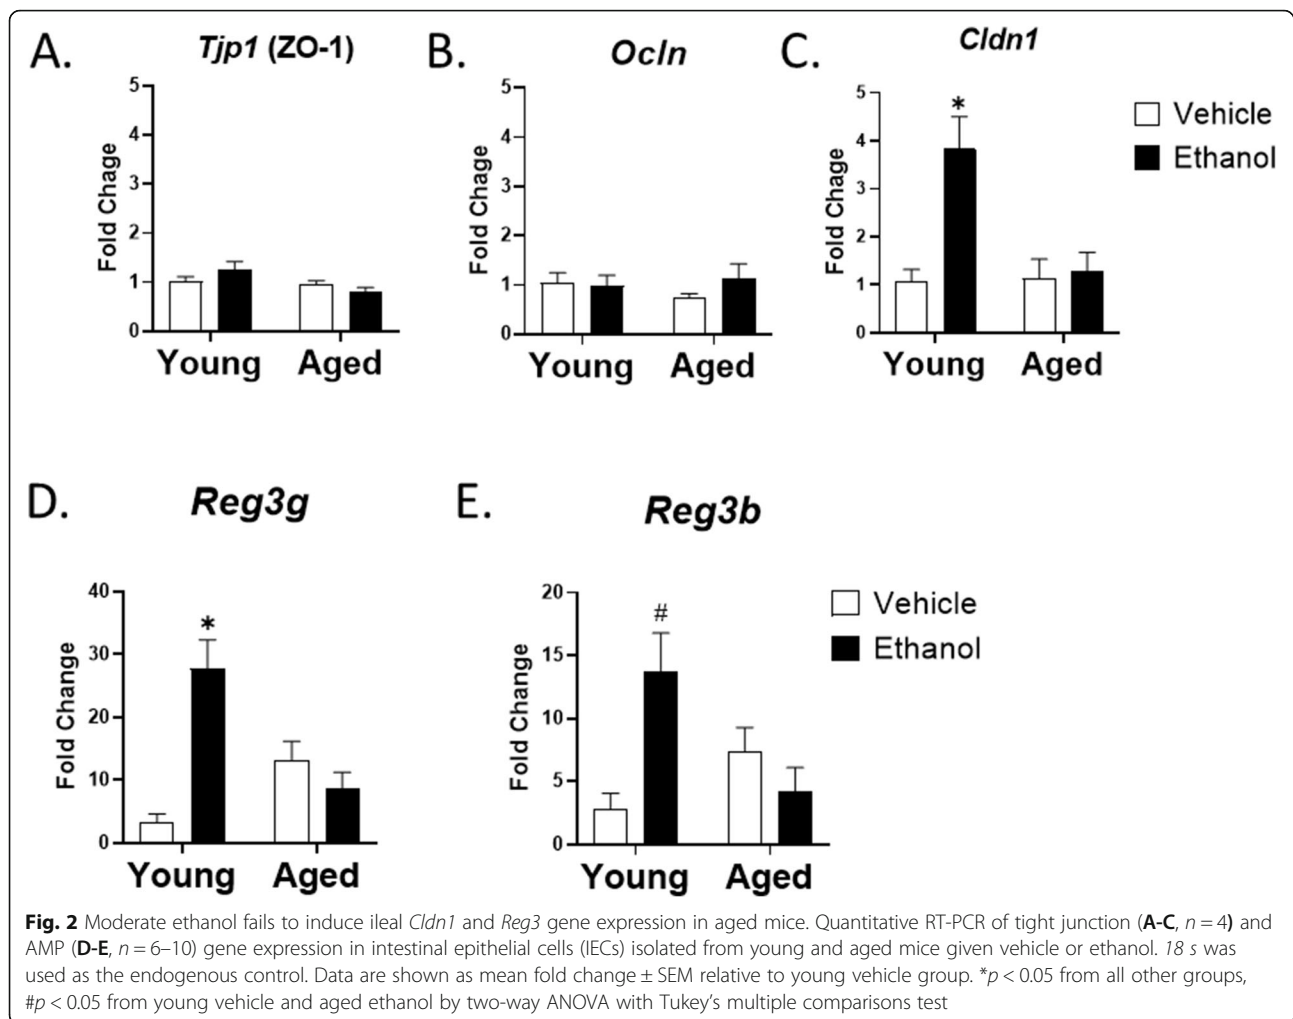 A. Tjp1 (ZO-1)
Fold Chage
5
4
3
2
1
0
Young Aged
B. Ocln
Fold Chage
5
4
3
2
1
0
Young Aged
C. Cldn1
Fold Chage
5
4
3
2
1
0
*
Young Aged
Vehicle
Ethanol
D. Reg3g
Fold Change
40
30
20
10
0
*
Young Aged
E. Reg3b
Fold Change
20
15
10
5
0
#
Young Aged
Vehicle
Ethanol
Fig. 2 Moderate ethanol fails to induce ileal Cldn1 and Reg3 gene expression in aged mice. Quantitative RT-PCR of tight junction (A-C, n = 4) and
AMP (D-E, n = 6–10) gene expression in intestinal epithelial cells (IECs) isolated from young and aged mice given vehicle or ethanol. 18 s was
used as the endogenous control. Data are shown as mean fold change ± SEM relative to young vehicle group. *p < 0.05 from all other groups,
#p < 0.05 from young vehicle and aged ethanol by two-way ANOVA with Tukey's multiple comparisons test